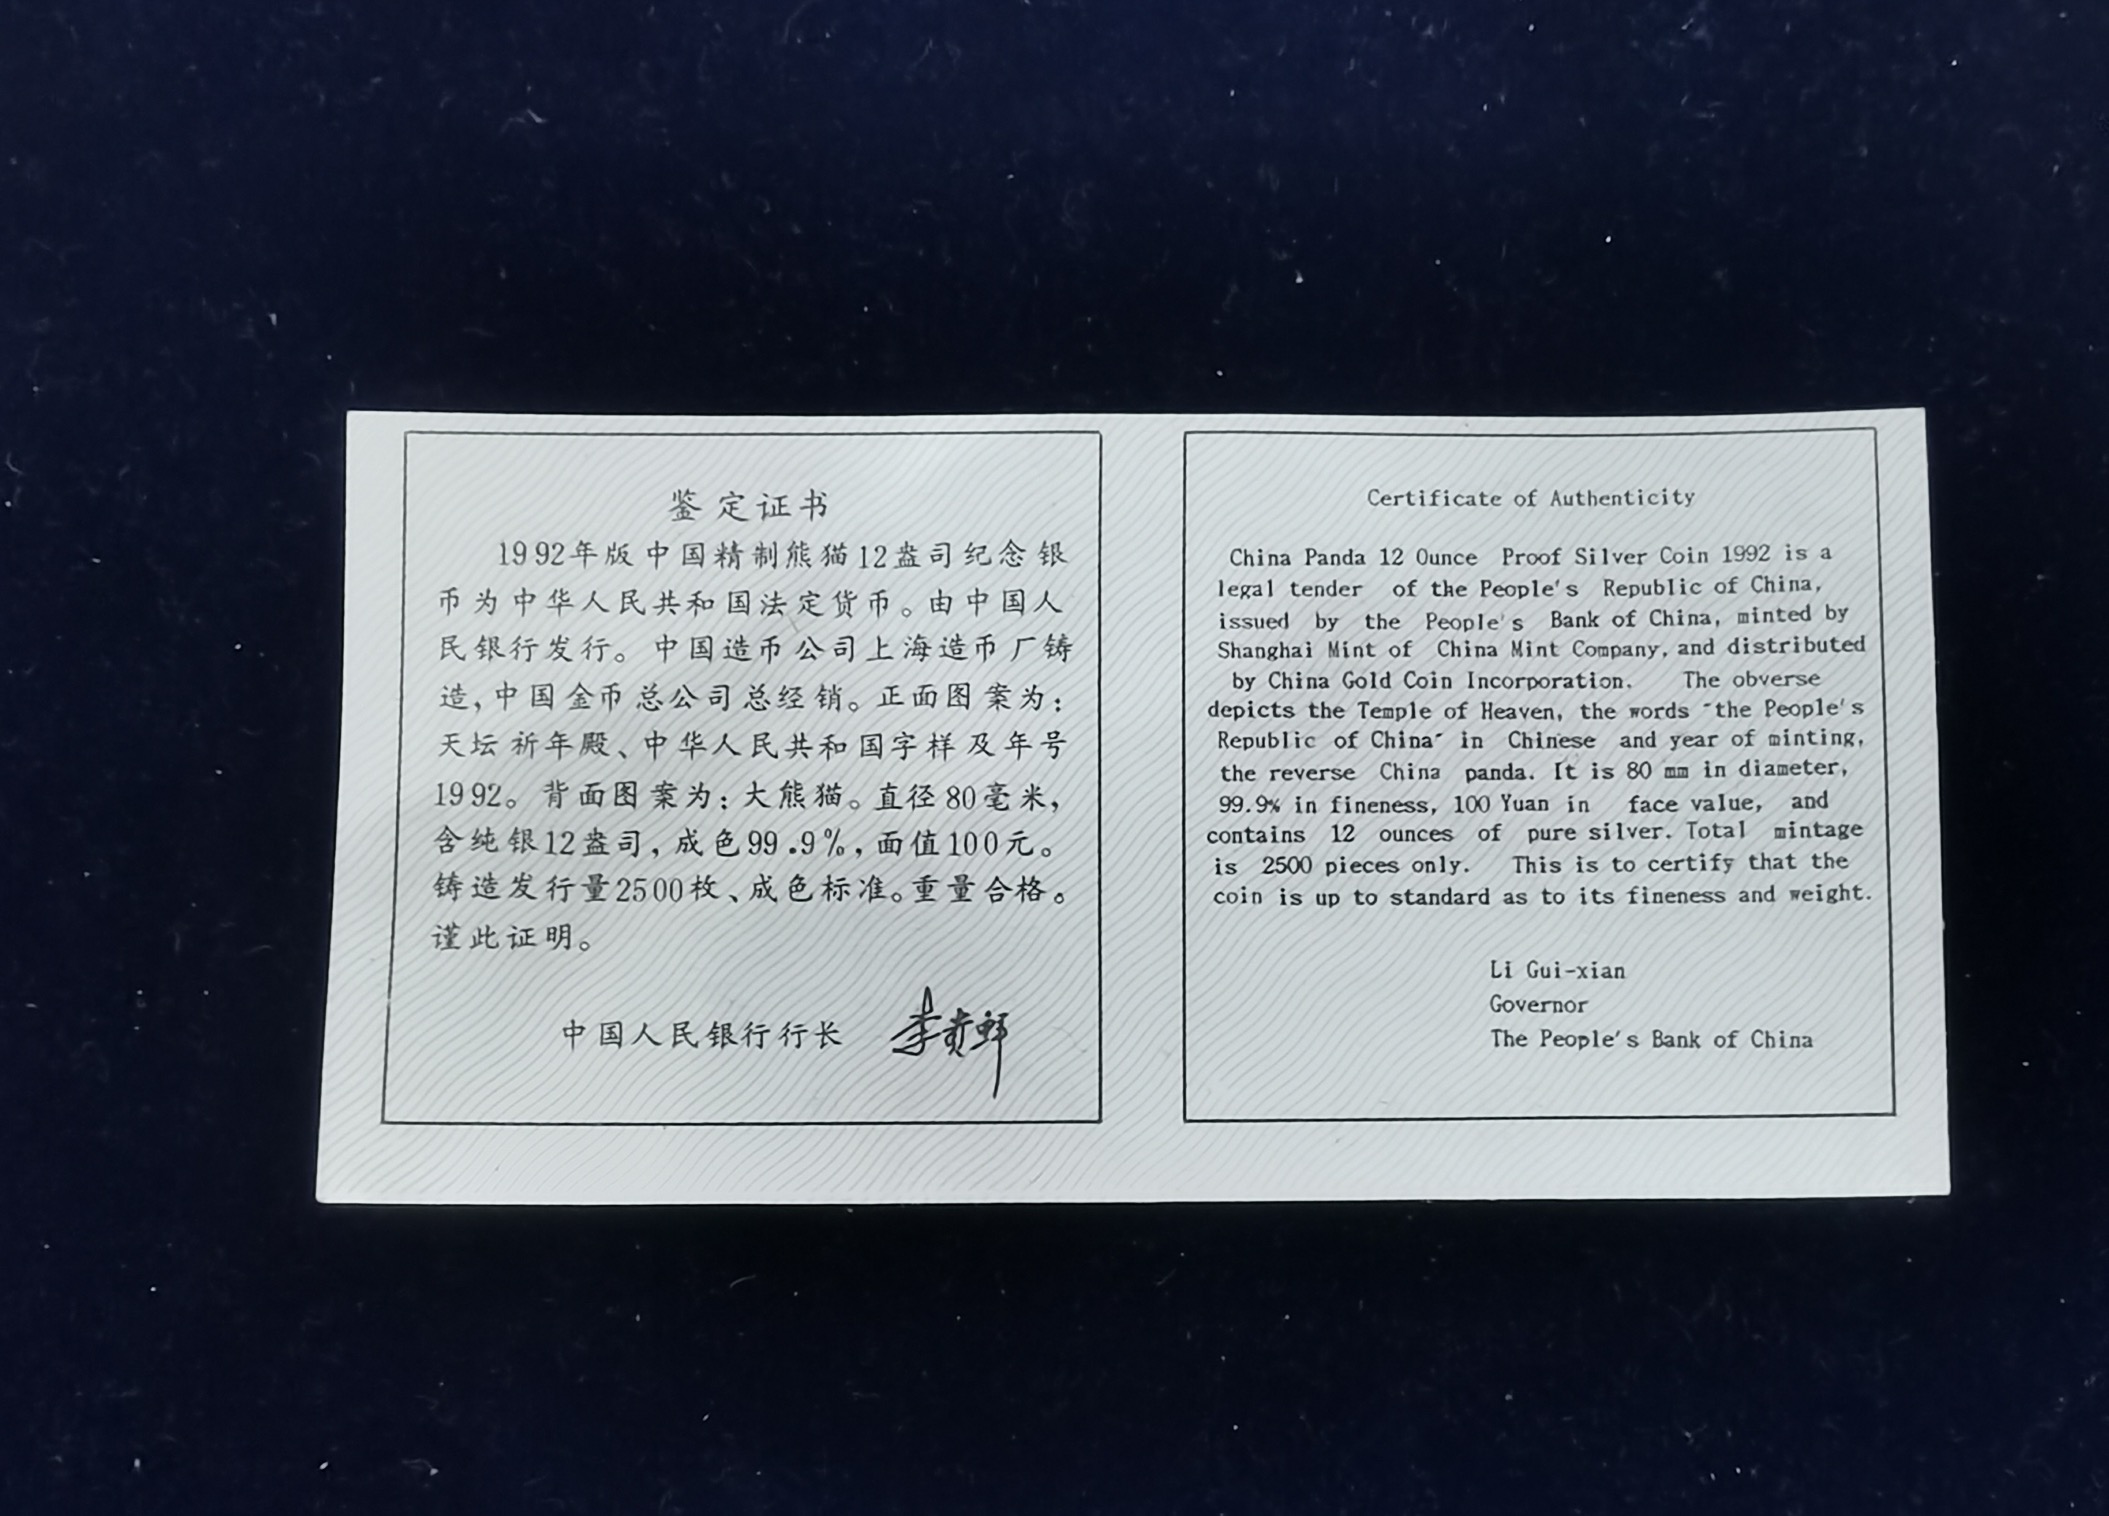 鉴定证书
1992年版中国精制熊猫12盎司纪念银
币为中华人民共和国法定货币。由中国人
民银行发行。中国造币公司上海造币厂铸
造,中国金币总公司总经销。正面图案为:
天坛祈年殿、中华人民共和国字样及年号
1992。背面图案为:大熊猫。直径80毫米,
含纯银12盎司,成色99.9%,面值100元。
铸造发行量2500枚、成色标准。重量合格。
谨此证明。
中国人民银行行长 李贵鲜
Certificate of Authenticity
China Panda 12 Ounce Proof Silver Coin 1992 is a
legal tender of the People's Republic of China,
issued by the People's Bank of China, minted by
Shanghai Mint of China Mint Company, and distributed
by China Gold Coin Incorporation. The obverse
depicts the Temple of Heaven, the words "the People's
Republic of China" in Chinese and year of minting,
the reverse China panda. It is 80 mm in diameter,
99.9% in fineness, 100 Yuan in face value, and
contains 12 ounces of pure silver. Total mintage
is 2500 pieces only. This is to certify that the
coin is up to standard as to its fineness and weight.
Li Gui-xian
Governor
The People's Bank of China